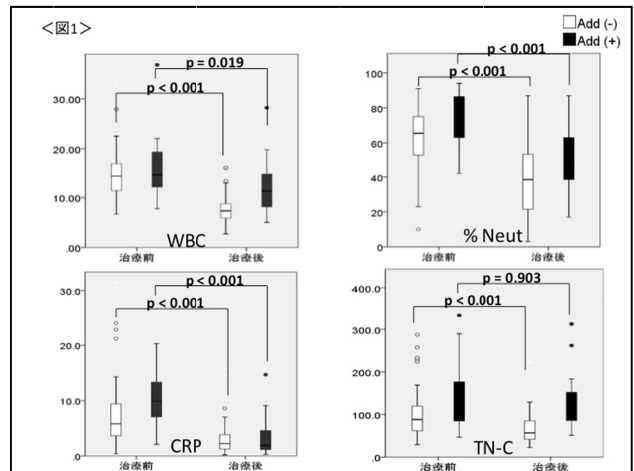 ＜図1＞
Add (-)
Add (+)
30.00
20.00
10.00
.00
p = 0.019
p < 0.001
WBC
治療前
治療後
100
80
60
40
20
0
p < 0.001
p < 0.001
% Neut
治療前
治療後
30.0
20.0
10.0
.0
p < 0.001
p < 0.001
CRP
治療前
治療後
400.0
300.0
200.0
100.0
.0
p = 0.903
p < 0.001
TN-C
治療前
治療後